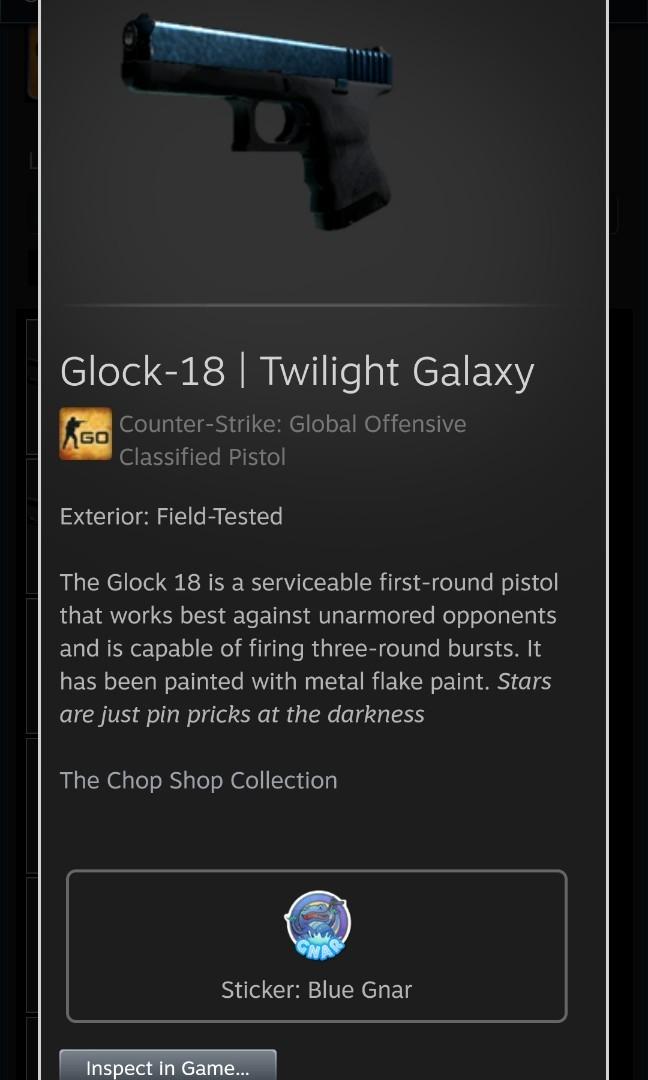 Glock-18 | Twilight Galaxy
GO
Counter-Strike: Global Offensive
Classified Pistol
Exterior: Field-Tested
The Glock 18 is a serviceable first-round pistol
that works best against unarmored opponents
and is capable of firing three-round bursts. It
has been painted with metal flake paint. Stars
are just pin pricks at the darkness
The Chop Shop Collection
GNAR
Sticker: Blue Gnar
Inspect in Game...